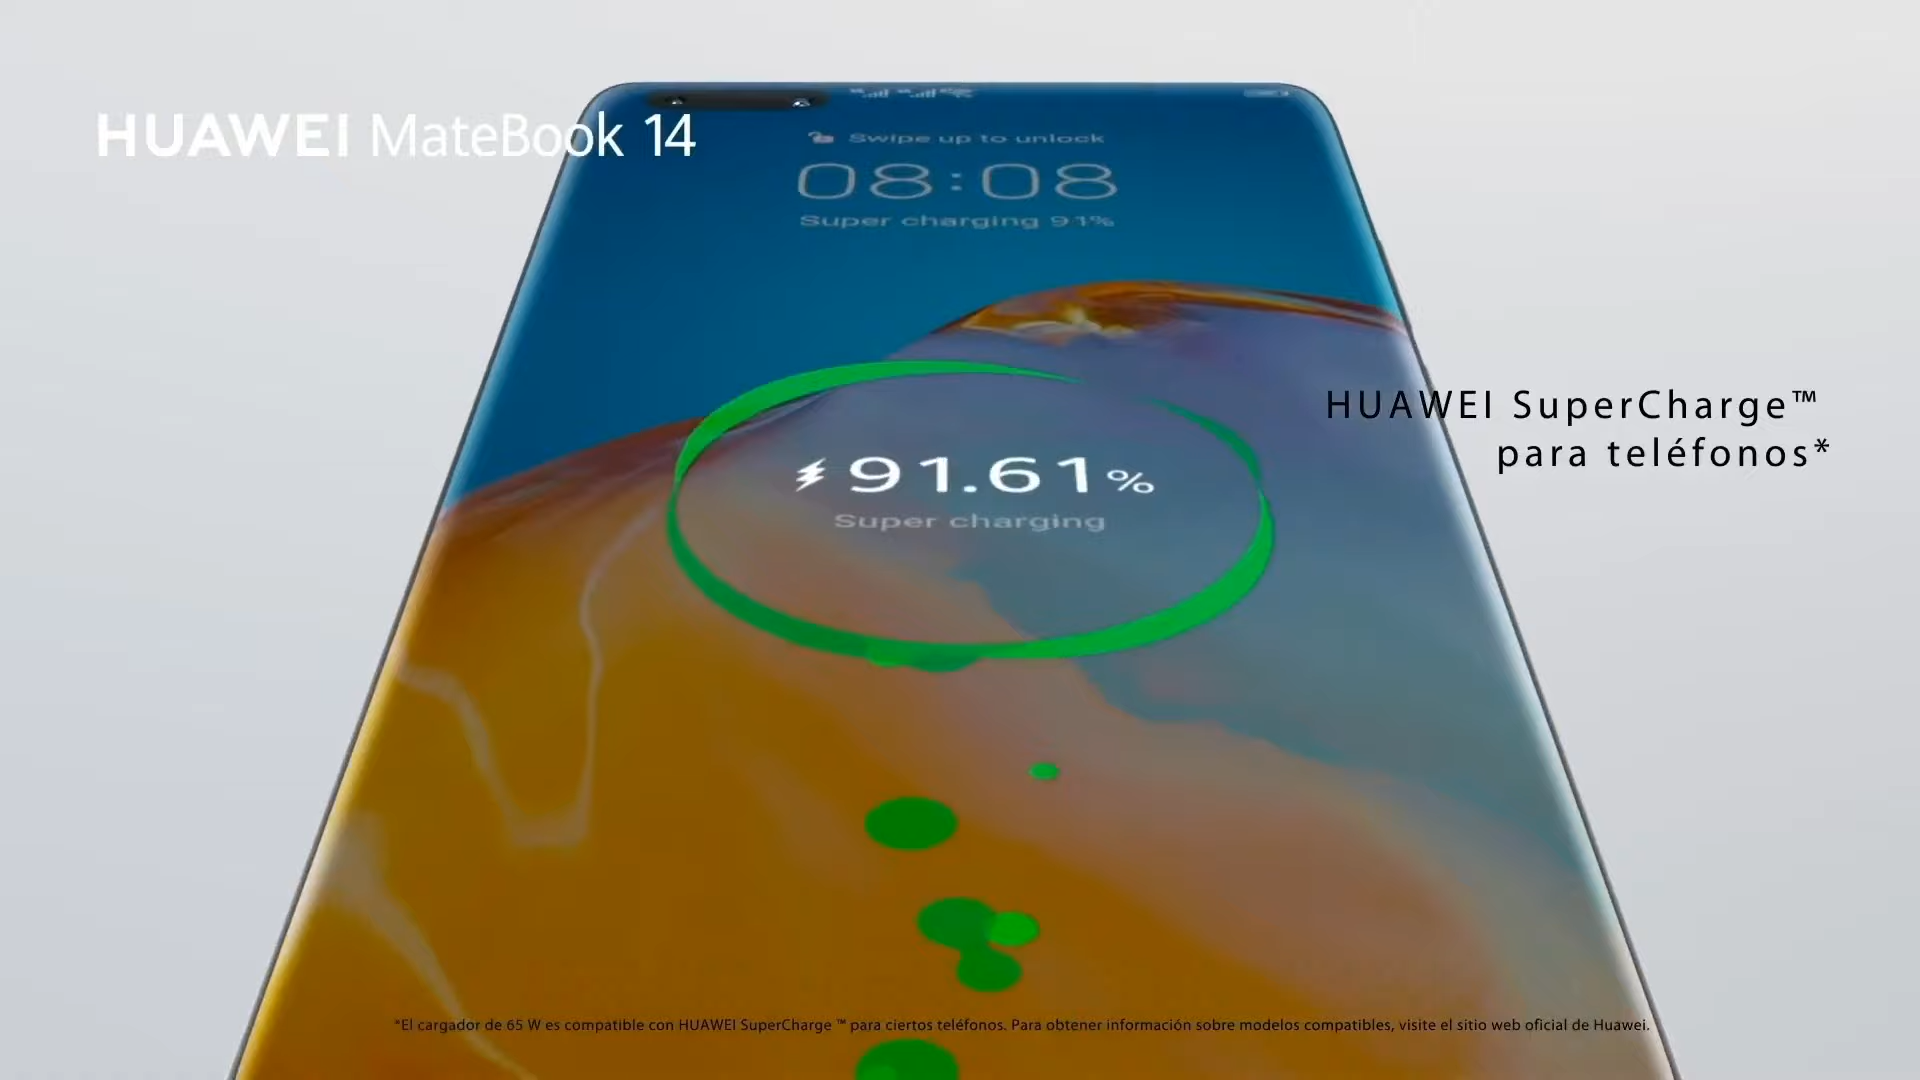 HUAWEI MateBook 14
Swipe up to unlock
08:08
Super charging 91%
HUAWEI SuperCharge™
para teléfonos*
91.61%
Super charging
*El cargador de 65 W es compatible con HUAWEI SuperCharge ™ para ciertos teléfonos. Para obtener información sobre modelos compatibles, visite el sitio web oficial de Huawei.